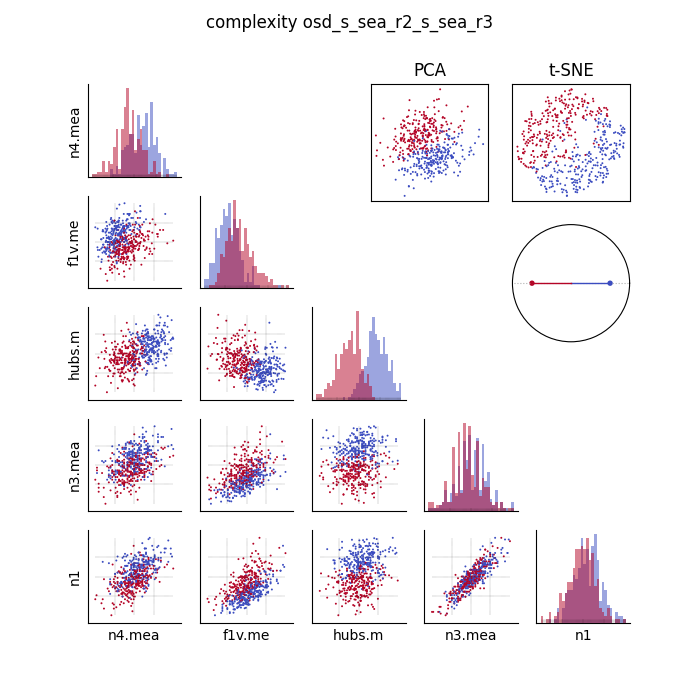 complexity osd_s_sea_r2_s_sea_r3
PCA
t-SNE
n4.mea
f1v.me
hubs.m
n3.mea
n1
n4.mea
f1v.me
hubs.m
n3.mea
n1